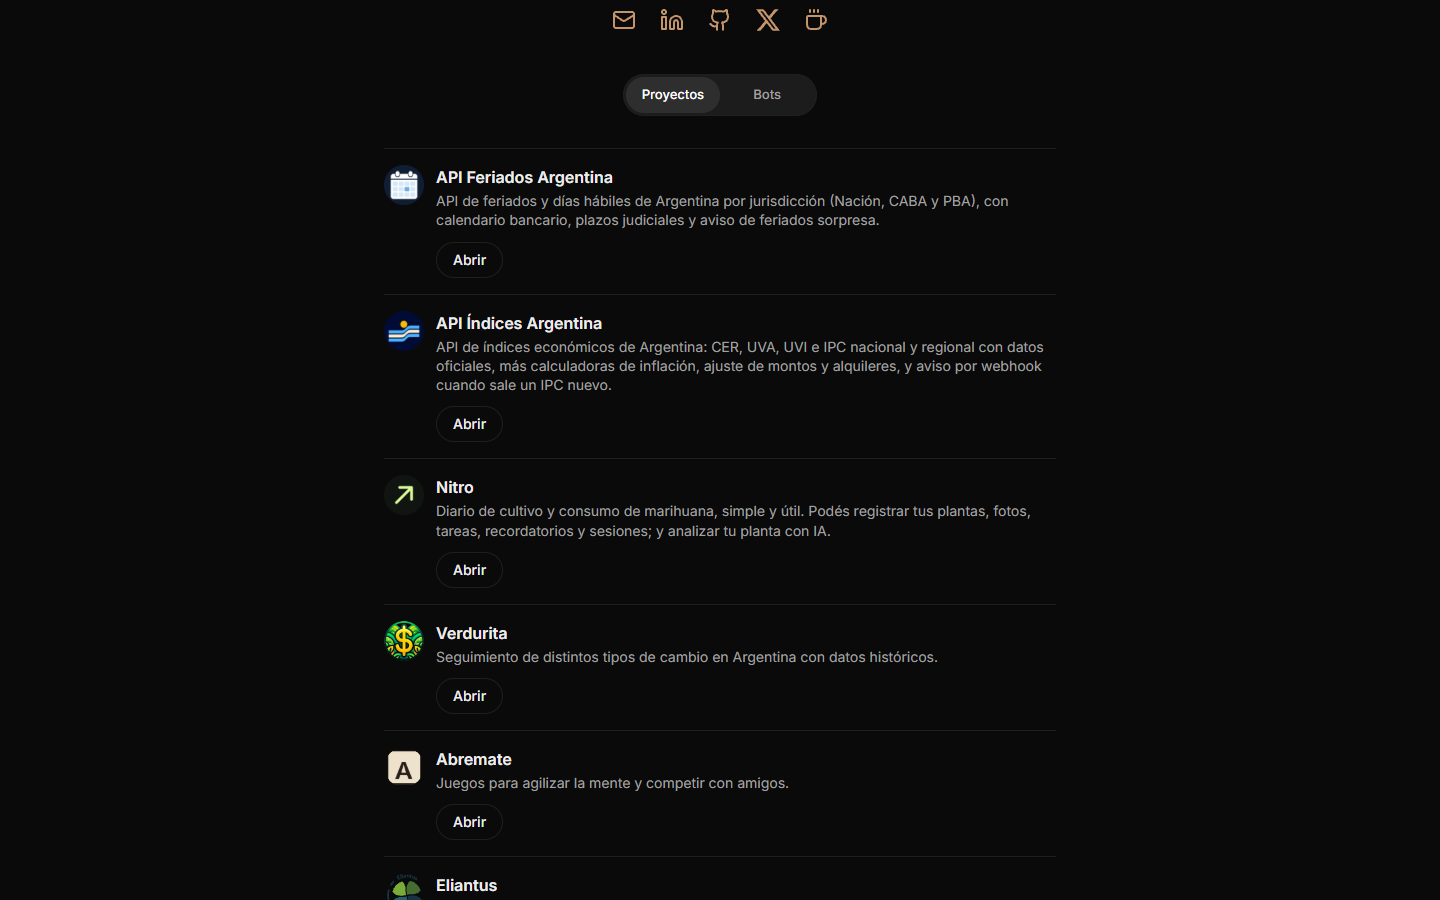 Proyectos
Bots
API Feriados Argentina
API de feriados y días hábiles de Argentina por jurisdicción (Nación, CABA y PBA), con
calendario bancario, plazos judiciales y aviso de feriados sorpresa.
Abrir
API Índices Argentina
API de índices económicos de Argentina: CER, UVA, UVI e IPC nacional y regional con datos
oficiales, más calculadoras de inflación, ajuste de montos y alquileres, y aviso por webhook
cuando sale un IPC nuevo.
Abrir
Nitro
Diario de cultivo y consumo de marihuana, simple y útil. Podés registrar tus plantas, fotos,
tareas, recordatorios y sesiones; y analizar tu planta con IA.
Abrir
$
Verdurita
Seguimiento de distintos tipos de cambio en Argentina con datos históricos.
Abrir
A
Abremate
Juegos para agilizar la mente y competir con amigos.
Abrir
Eliantus